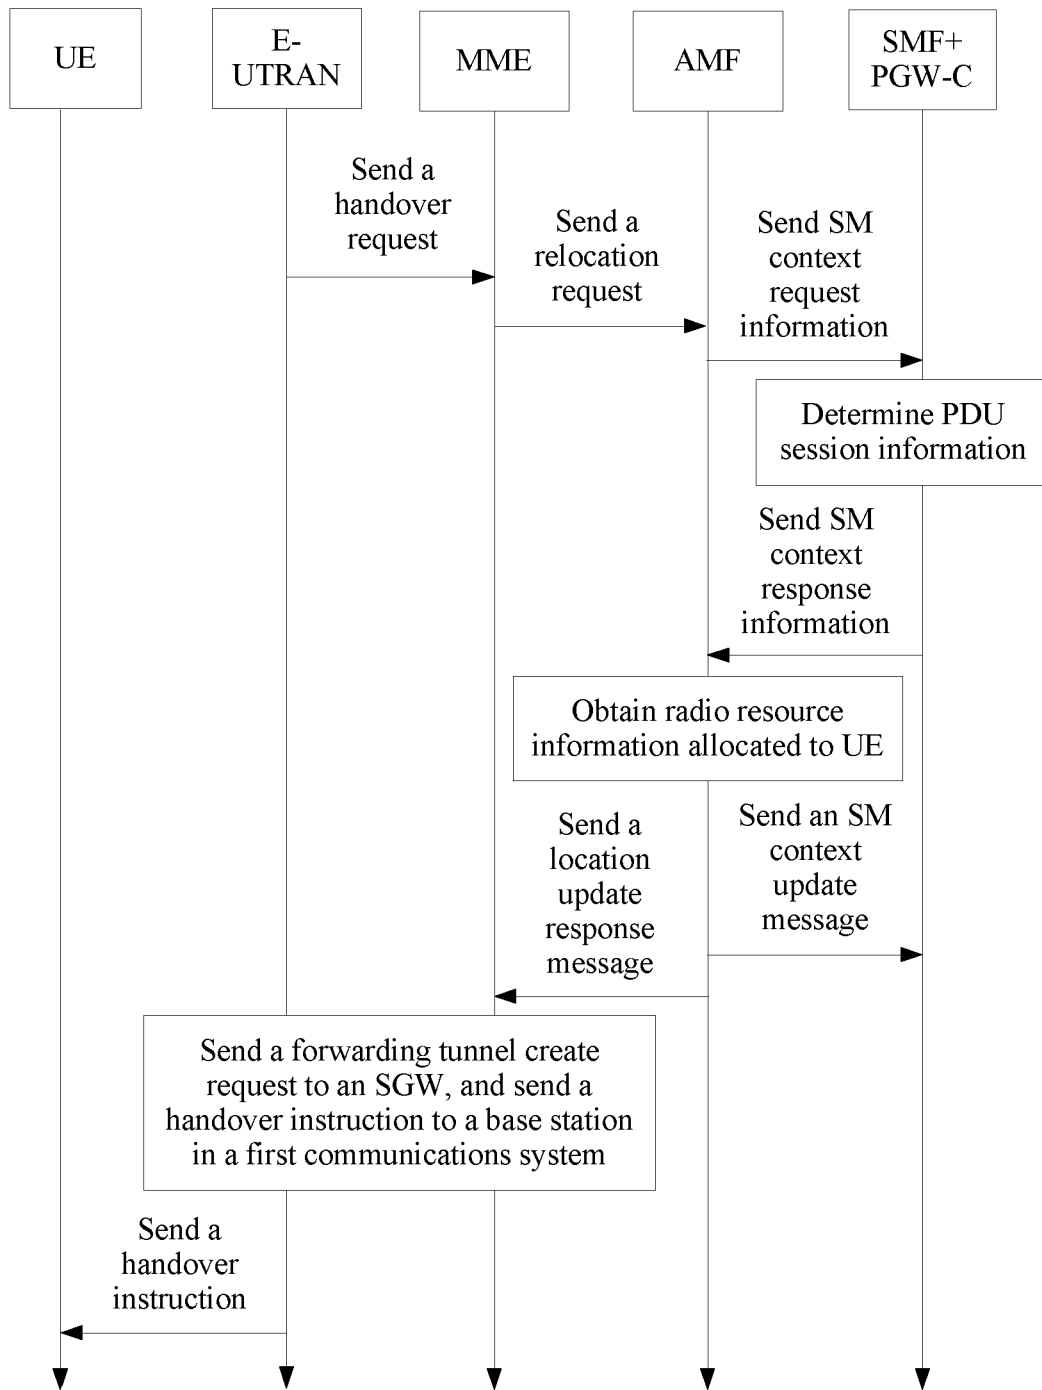 UE
E-
UTRAN
MME
AMF
SMF+
PGW-C
Send a
handover
request
Send a
relocation
request
Send SM
context
request
information
Determine PDU
session information
Send SM
context
response
information
Obtain radio resource
information allocated to UE
Send a
location
update
response
message
Send an SM
context
update
message
Send a forwarding tunnel create
request to an SGW, and send a
handover instruction to a base station
in a first communications system
Send a
handover
instruction